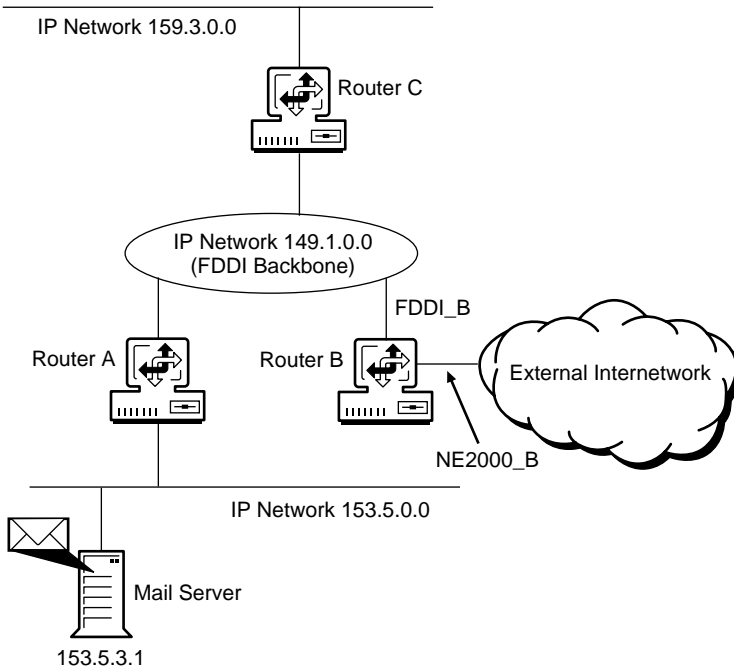 IP Network 159.3.0.0
Router C
IP Network 149.1.0.0
(FDDI Backbone)
FDDI_B
Router A
Router B
External Internetwork
NE2000_B
IP Network 153.5.0.0
Mail Server
153.5.3.1